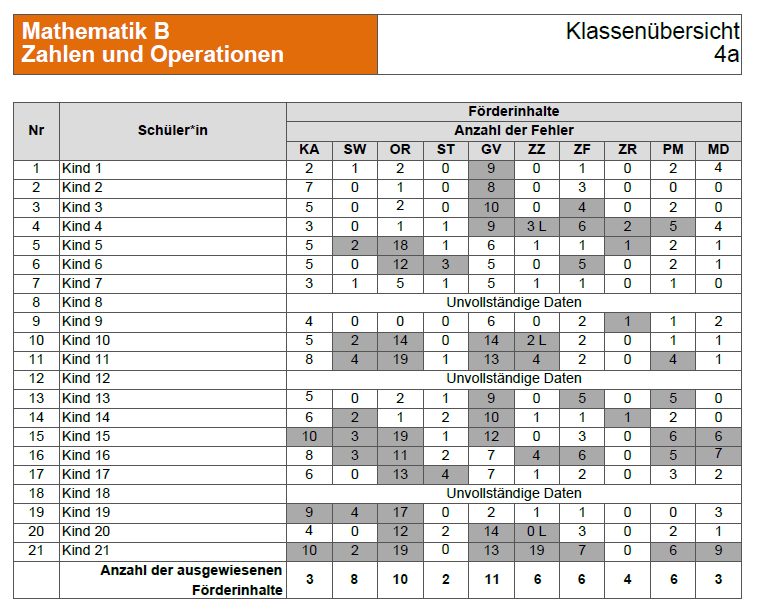 Mathematik B
Zahlen und Operationen
Klassenübersicht
4a
Nr Schüler*in Förderinhalte
Anzahl der Fehler
KA SW OR ST GV ZZ ZF ZR PM MD
1 Kind 1 2 1 2 0 9 0 1 0 2 4
2 Kind 2 7 0 1 0 8 0 3 0 0 0
3 Kind 3 5 0 2 0 10 0 4 0 2 0
4 Kind 4 3 0 1 1 9 3 L 6 2 5 4
5 Kind 5 5 2 18 1 6 1 1 1 2 1
6 Kind 6 5 0 12 3 5 0 5 0 2 1
7 Kind 7 3 1 5 1 5 1 1 0 1 0
8 Kind 8 Unvollständige Daten
9 Kind 9 4 0 0 0 6 0 2 1 1 2
10 Kind 10 5 2 14 0 14 2 L 2 0 1 1
11 Kind 11 8 4 19 1 13 4 2 0 4 1
12 Kind 12 Unvollständige Daten
13 Kind 13 5 0 2 1 9 0 5 0 5 0
14 Kind 14 6 2 1 2 10 1 1 1 2 0
15 Kind 15 10 3 19 1 12 0 3 0 6 6
16 Kind 16 8 3 11 2 7 4 6 0 5 7
17 Kind 17 6 0 13 4 7 1 2 0 3 2
18 Kind 18 Unvollständige Daten
19 Kind 19 9 4 17 0 2 1 1 0 0 3
20 Kind 20 4 0 12 2 14 0 L 3 0 2 1
21 Kind 21 10 2 19 0 13 19 7 0 6 9
Anzahl der ausgewiesenen
Förderinhalte 3 8 10 2 11 6 6 4 6 3